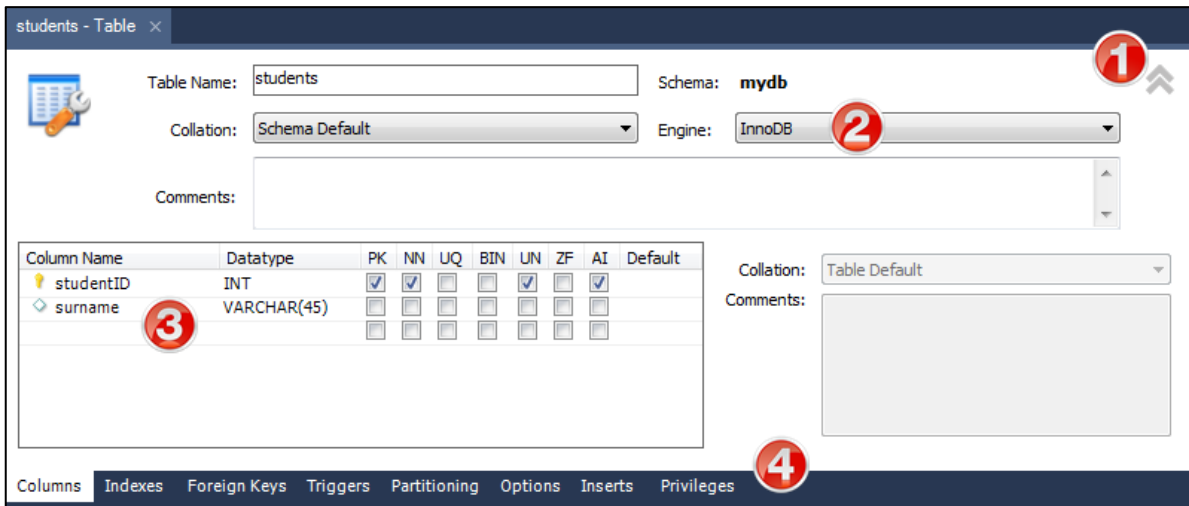 students - Table ×
1
Table Name: students Schema: mydb
Collation: Schema Default Engine: InnoDB 2
Comments:
Column Name Datatype PK NN UQ BIN UN ZF AI Default
studentID INT
surname VARCHAR(45)
3
Collation: Table Default
Comments:
4
Columns Indexes Foreign Keys Triggers Partitioning Options Inserts Privileges